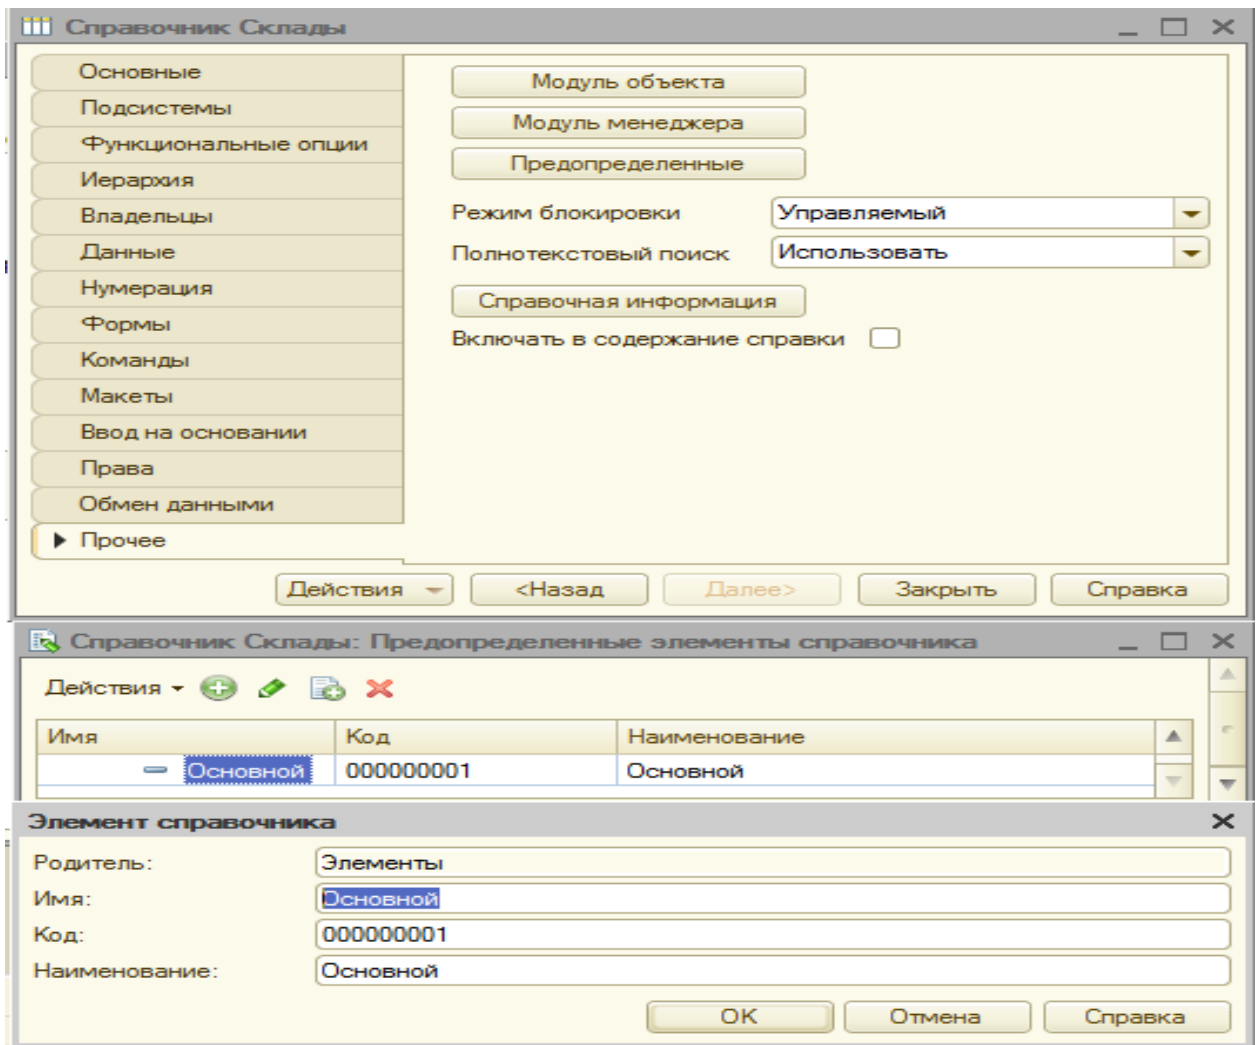 Справочник Склады
Основные
Подсистемы
Функциональные опции
Иерархия
Владельцы
Данные
Нумерация
Формы
Команды
Макеты
Ввод на основании
Права
Обмен данными
Прочее
Модуль объекта
Модуль менеджера
Предопределенные
Режим блокировки Управляемый
Полнотекстовый поиск Использовать
Справочная информация
Включать в содержание справки
Действия <Назад Далее> Закрыть Справка
Справочник Склады: Предопределенные элементы справочника
Действия
Имя Код Наименование
Основной 000000001 Основной
Элемент справочника
Родитель: Элементы
Имя: Основной
Код: 000000001
Наименование: Основной
OK Отмена Справка